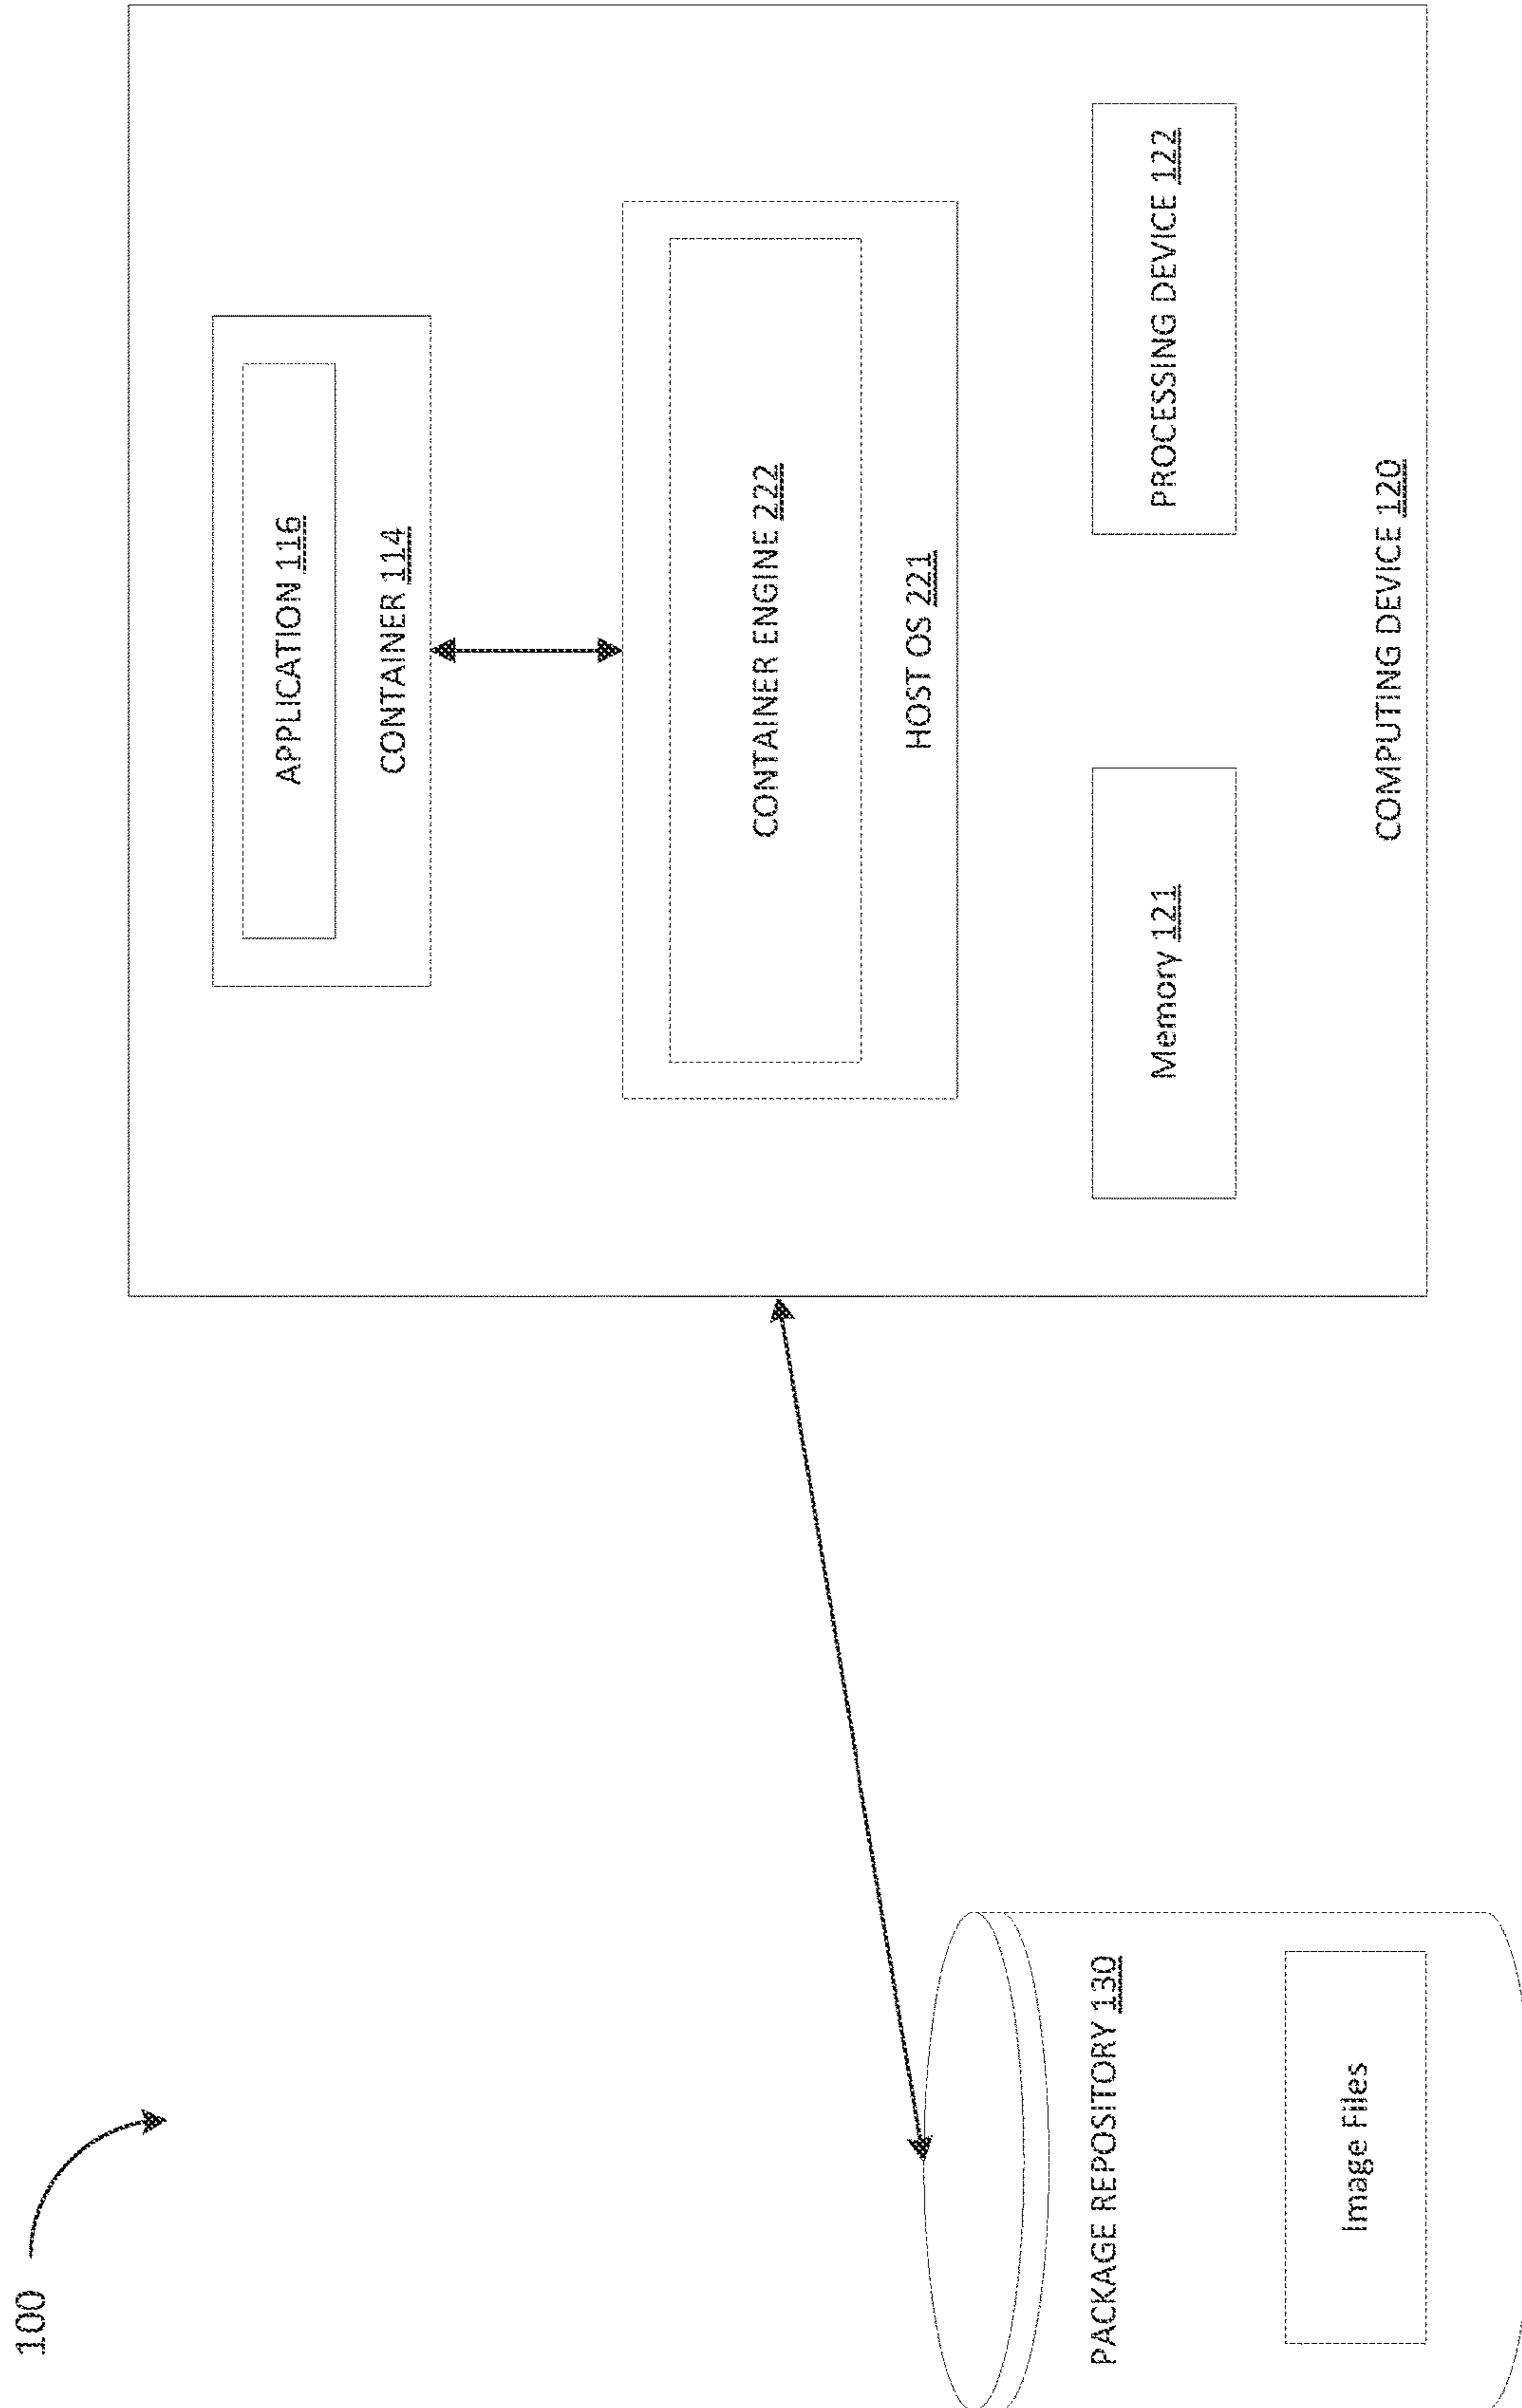 100
APPLICATION 116
CONTAINER 114
CONTAINER ENGINE 222
HOST OS 221
Memory 121
PROCESSING DEVICE 122
COMPUTING DEVICE 120
PACKAGE REPOSITORY 130
Image Files